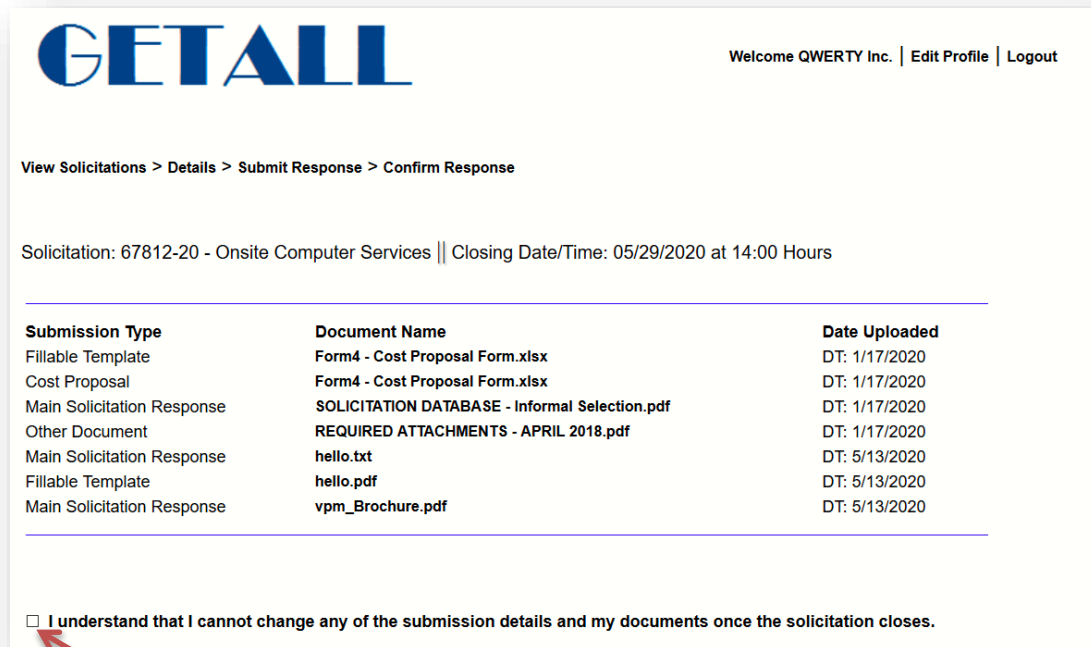 GETALL
Welcome QWERTY Inc. | Edit Profile | Logout
View Solicitations > Details > Submit Response > Confirm Response
Solicitation: 67812-20 - Onsite Computer Services || Closing Date/Time: 05/29/2020 at 14:00 Hours
Submission Type Document Name Date Uploaded
Fillable Template Form4 - Cost Proposal Form.xlsx DT: 1/17/2020
Cost Proposal Form4 - Cost Proposal Form.xlsx DT: 1/17/2020
Main Solicitation Response SOLICITATION DATABASE - Informal Selection.pdf DT: 1/17/2020
Other Document REQUIRED ATTACHMENTS - APRIL 2018.pdf DT: 1/17/2020
Main Solicitation Response hello.txt DT: 5/13/2020
Fillable Template hello.pdf DT: 5/13/2020
Main Solicitation Response vpm_Brochure.pdf DT: 5/13/2020
I understand that I cannot change any of the submission details and my documents once the solicitation closes.